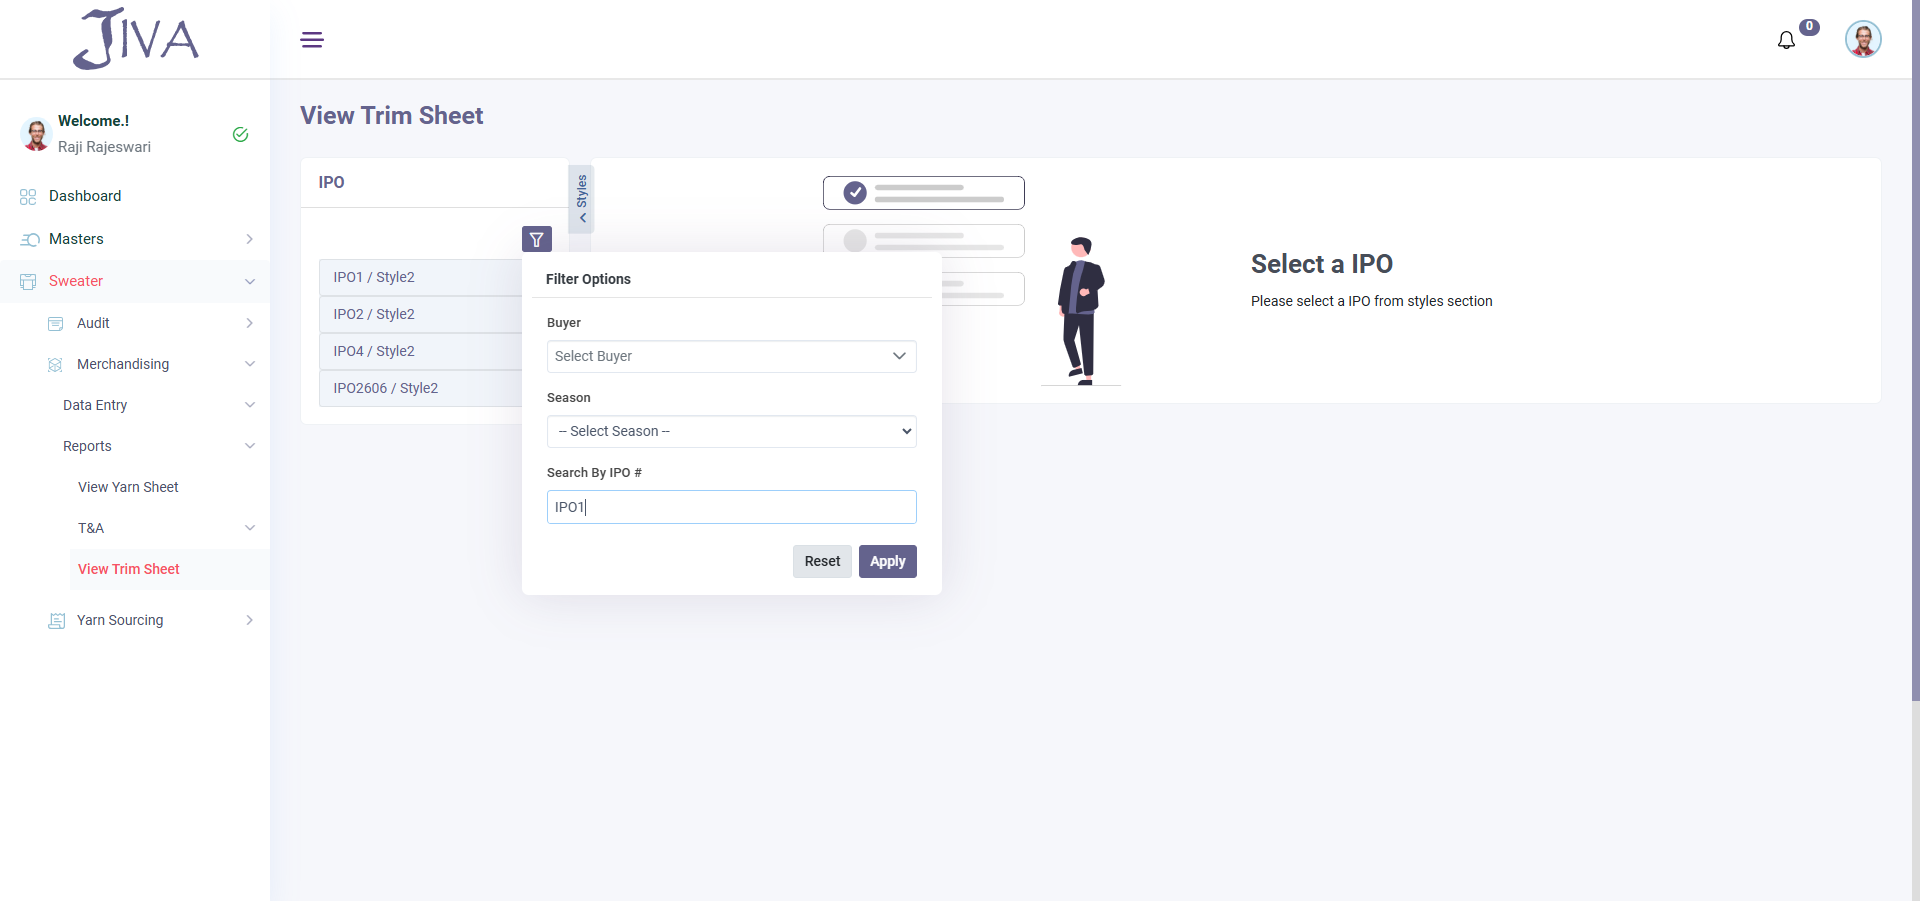 JIVA
0
Welcome.!
Raji Rajeswari
Dashboard
Masters
Sweater
Audit
Merchandising
Data Entry
Reports
View Yarn Sheet
T&A
View Trim Sheet
Yarn Sourcing
View Trim Sheet
IPO
Styles
IPO1 / Style2
IPO2 / Style2
IPO4 / Style2
IPO2606 / Style2
Filter Options
Buyer
Select Buyer
Season
-- Select Season --
Search By IPO #
IPO1
Reset
Apply
Select a IPO
Please select a IPO from styles section